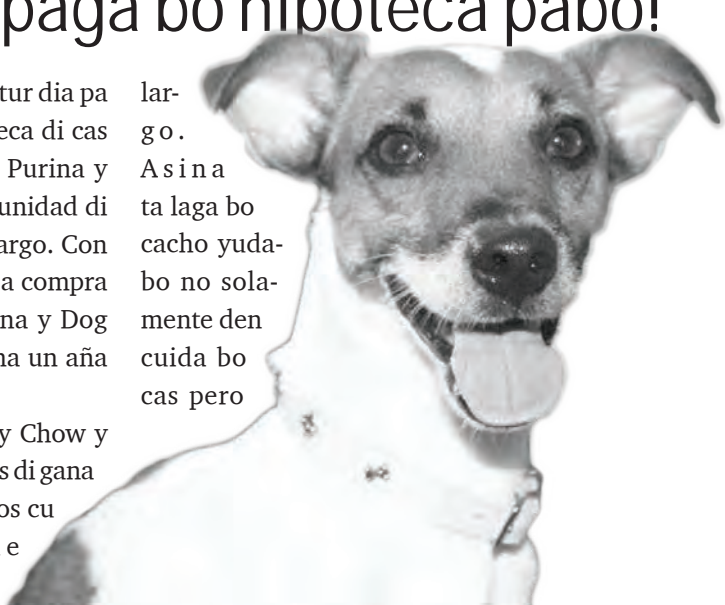 paga bo hipoteca pabo!
tur dia pa
eca di cas
Purina y
unidad di
argo. Con
a compra
na y Dog
na un aña
y Chow y
s di gana
os cu
e
lar-
go.
Asina
ta laga bo
cacho yuda-
bo no sola-
mente den
cuida bo
cas pero